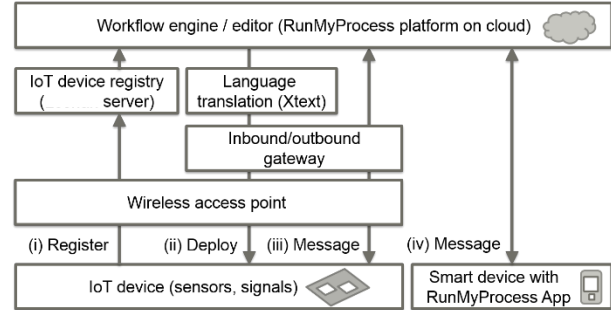 Workflow engine / editor (RunMyProcess platform on cloud)
IoT device registry
( server)
Language
translation (Xtext)
Inbound/outbound
gateway
Wireless access point
(i) Register
(ii) Deploy
(iii) Message
(iv) Message
IoT device (sensors, signals)
Smart device with
RunMyProcess App